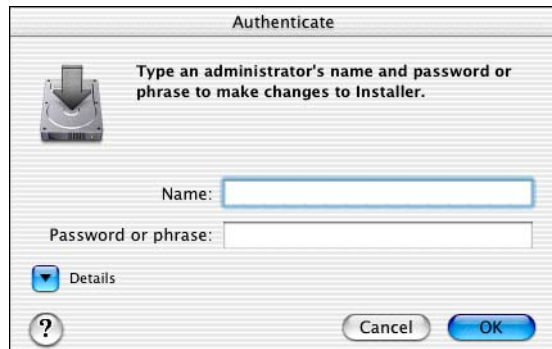 Authenticate
Type an administrator's name and password or
phrase to make changes to Installer.
Name:
Password or phrase:
Details
?
Cancel
OK